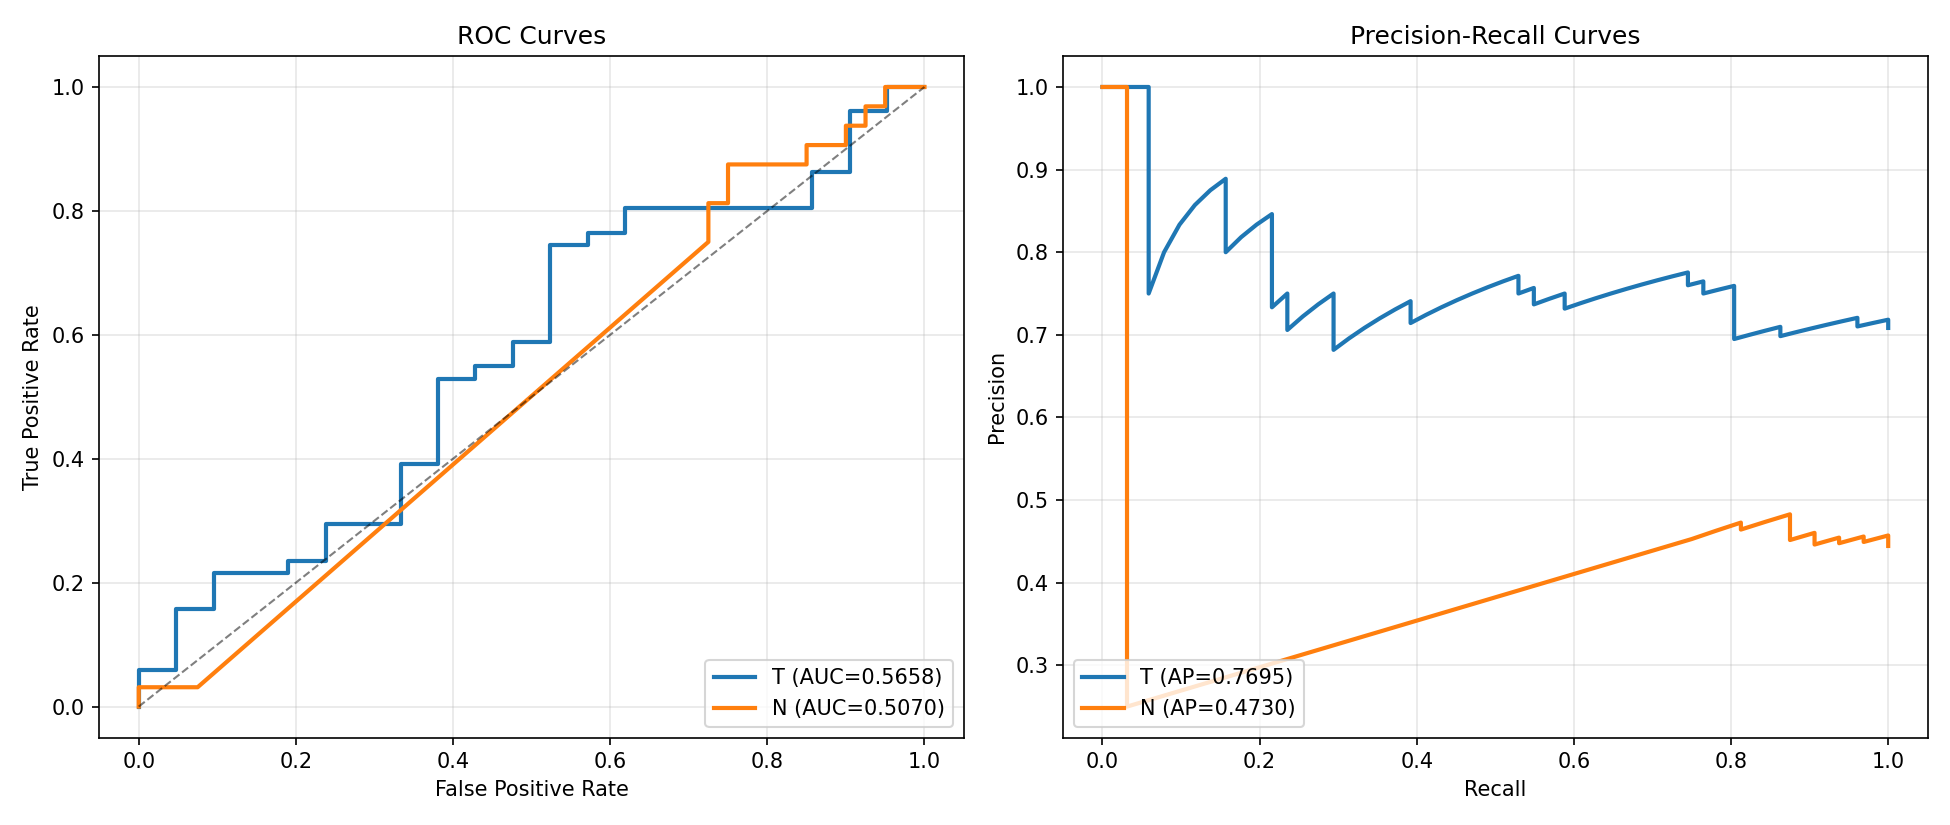 ROC Curves
True Positive Rate
1.0
0.8
0.6
0.4
0.2
0.0
T (AUC=0.5658)
N (AUC=0.5070)
0.0 0.2 0.4 0.6 0.8 1.0
False Positive Rate
Precision-Recall Curves
Precision
1.0
0.9
0.8
0.7
0.6
0.5
0.4
0.3
T (AP=0.7695)
N (AP=0.4730)
0.0 0.2 0.4 0.6 0.8 1.0
Recall